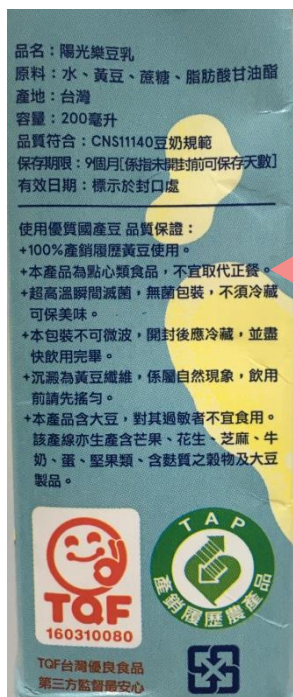 品名：陽光樂豆乳
原料：水、黃豆、蔗糖、脂肪酸甘油酯
產地：台灣
容量：200毫升
品質符合：CNS11140豆奶規範
保存期限：9個月[係指未開封前可保存天數]
有效日期：標示於封口處
使用優質國產豆 品質保證：
+100%產銷履歷黃豆使用。
+本產品為點心類食品，不宜取代正餐。
+超高溫瞬間滅菌，無菌包裝，不須冷藏
可保美味。
+本包裝不可微波，開封後應冷藏，並盡
快飲用完畢。
+沉澱為黃豆纖維，係屬自然現象，飲用
前請先搖勻。
+本產品含大豆，對其過敏者不宜食用。
該產線亦生產含芒果、花生、芝麻、牛
奶、蛋、堅果類、含麩質之穀物及大豆
製品。
TQF
160310080
TQF台灣優良食品
第三方監督最安心
TAP
產銷履歷農產品